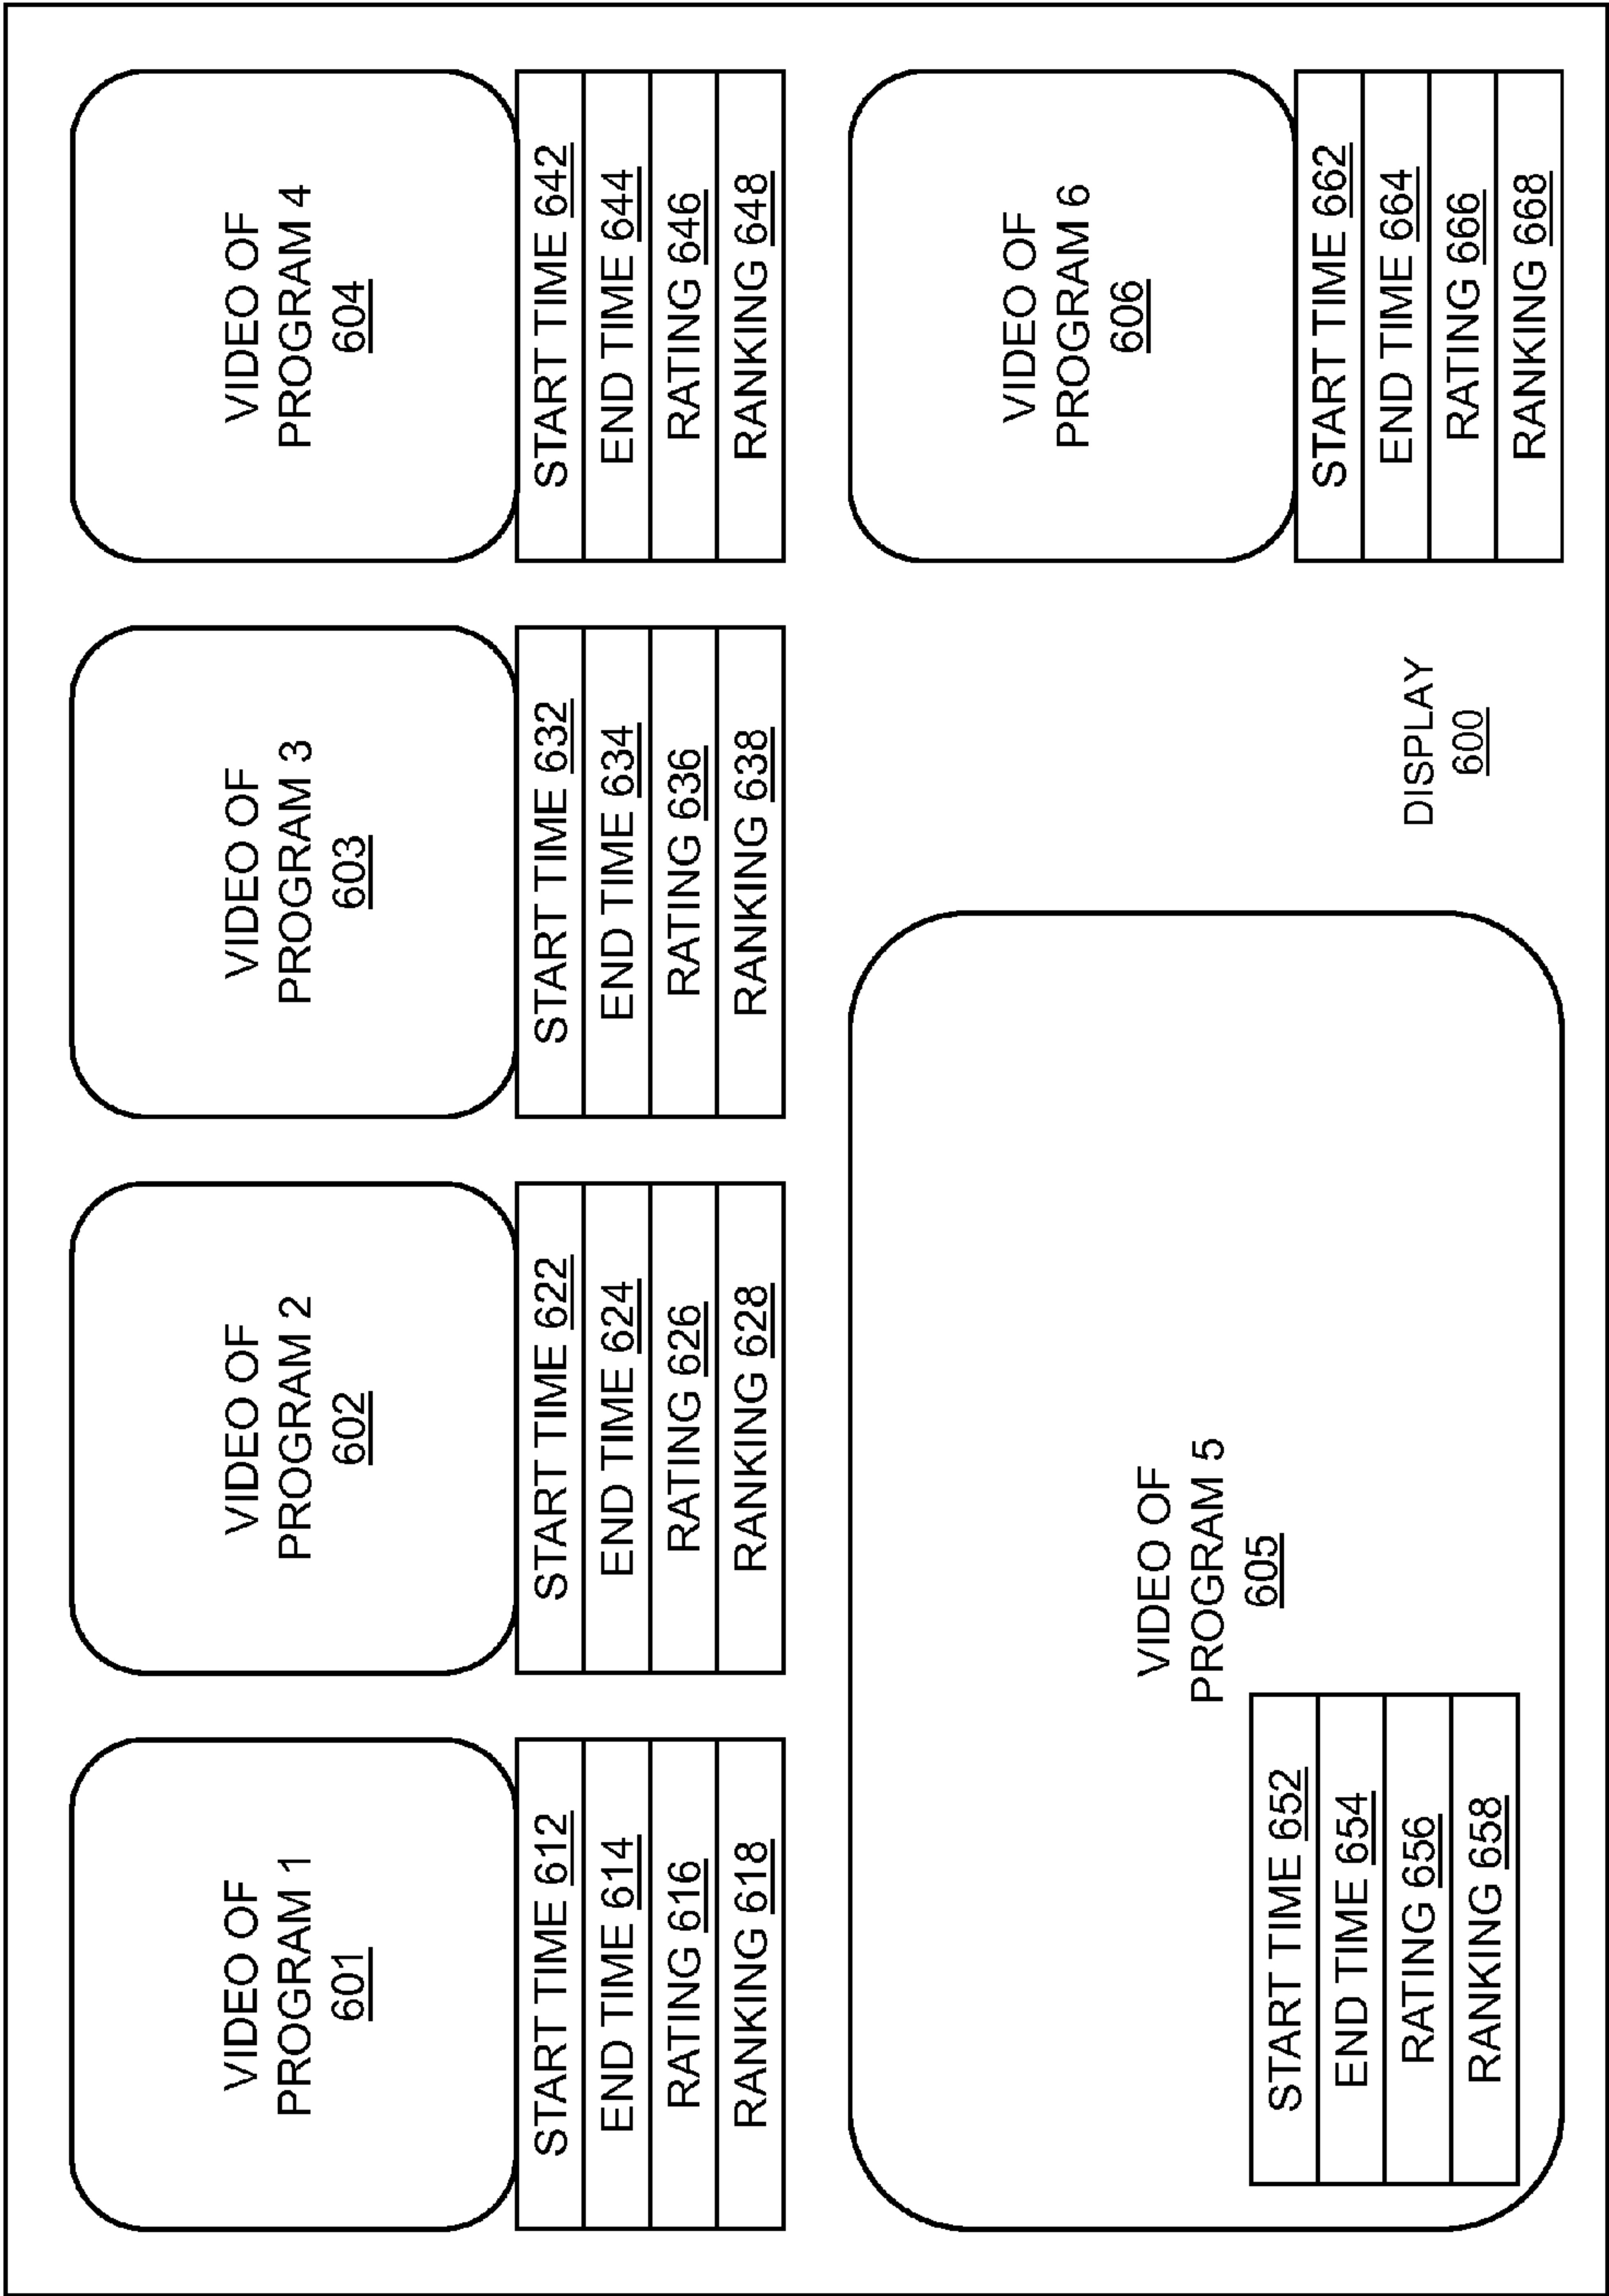 VIDEO OF
PROGRAM 1
601
START TIME 612
END TIME 614
RATING 616
RANKING 618
VIDEO OF
PROGRAM 2
602
START TIME 622
END TIME 624
RATING 626
RANKING 628
VIDEO OF
PROGRAM 3
603
START TIME 632
END TIME 634
RATING 636
RANKING 638
VIDEO OF
PROGRAM 4
604
START TIME 642
END TIME 644
RATING 646
RANKING 648
VIDEO OF
PROGRAM 5
605
START TIME 652
END TIME 654
RATING 656
RANKING 658
DISPLAY
600
VIDEO OF
PROGRAM 6
606
START TIME 662
END TIME 664
RATING 666
RANKING 668